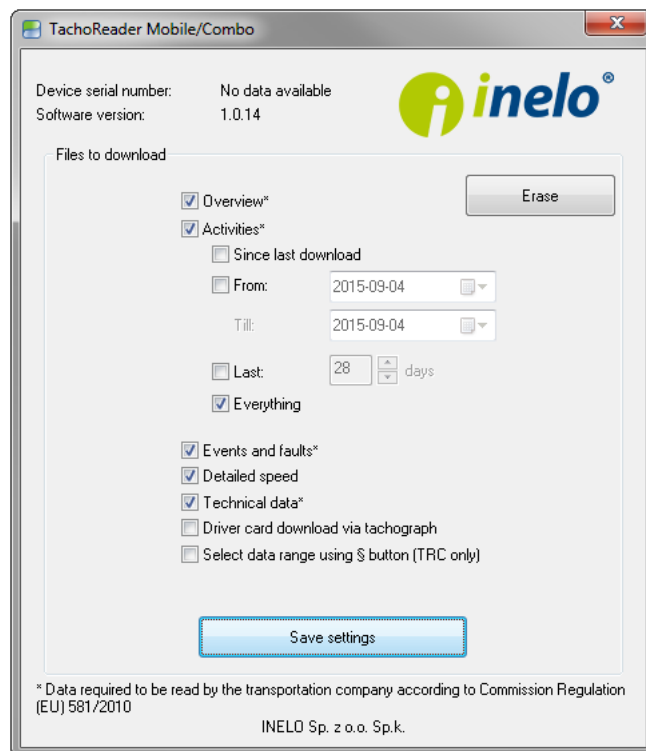 TachoReader Mobile/Combo
Device serial number: No data available
Software version: 1.0.14
inelo®
Files to download
Erase
Overview*
Activities*
Since last download
From: 2015-09-04
Till: 2015-09-04
Last: 28 days
Everything
Events and faults*
Detailed speed
Technical data*
Driver card download via tachograph
Select data range using § button (TRC only)
Save settings
* Data required to be read by the transportation company according to Commission Regulation
(EU) 581/2010
INELO Sp. z o.o. Sp.k.